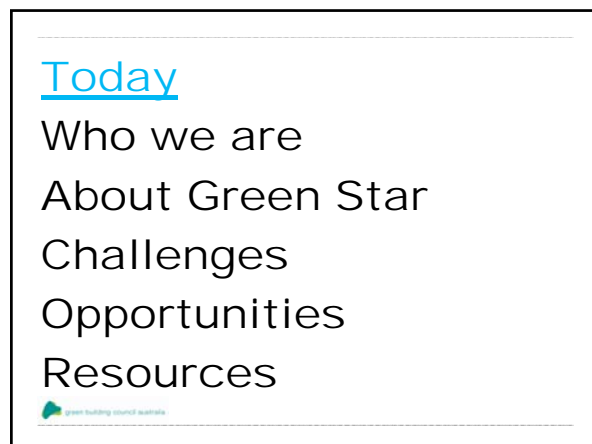 Today
Who we are
About Green Star
Challenges
Opportunities
Resources
green building council australia